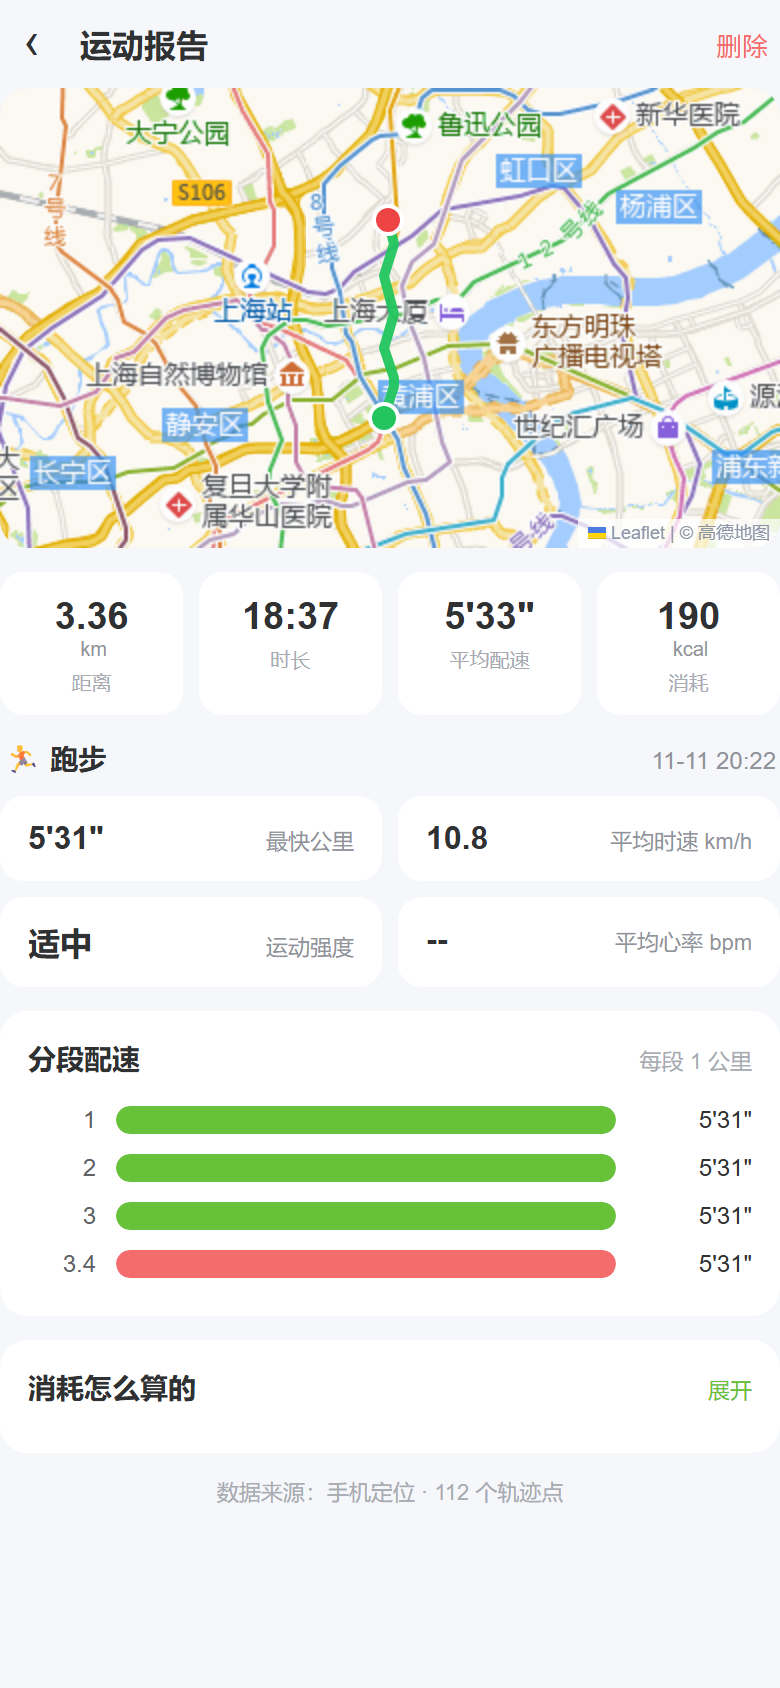 运动报告
删除
大宁公园
鲁迅公园
新华医院
虹口区
杨浦区
S106
7号线
8号线
1-2-号线
上海站
上海大厦
东方明珠
广播电视塔
上海自然博物馆
黄浦区
静安区
世纪汇广场
长宁区
复旦大学附
属华山医院
号线
Leaflet | © 高德地图
3.36
km
距离
18:37
时长
5'33"
平均配速
190
kcal
消耗
跑步
11-11 20:22
5'31"
最快公里
10.8
平均时速 km/h
适中
运动强度
--
平均心率 bpm
分段配速
每段 1 公里
1
5'31"
2
5'31"
3
5'31"
3.4
5'31"
消耗怎么算的
展开
数据来源：手机定位 · 112 个轨迹点